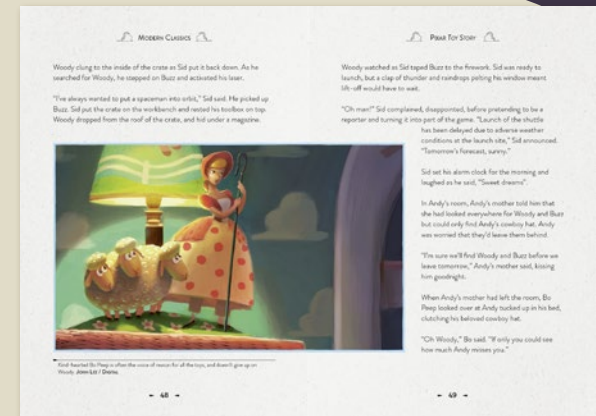 Modern Classics
Woody clung to the inside of the crate as Sid put it back down. As he
searched for Woody, he stepped on Buzz and activated his laser.
"I've always wanted to put a spaceman into orbit," Sid said. He picked up
Buzz. Sid put the crate on the workbench and rested his toolbox on top.
Woody dropped from the roof of the crate, and hid under a magazine.
Kind-hearted Bo Peep is often the voice of reason for all the toys, and doesn't give up on
Woody. John Lee / Digital
48
Pixar Toy Story
Woody watched as Sid taped Buzz to the firework. Sid was ready to
launch, but a clap of thunder and raindrops pelting his window meant
lift-off would have to wait.
"Oh man!" Sid complained, disappointed, before pretending to be a
reporter and turning it into part of the game. "Launch of the shuttle
has been delayed due to adverse weather
conditions at the launch site," Sid announced.
"Tomorrow's forecast, sunny."
Sid set his alarm clock for the morning and
laughed as he said, "Sweet dreams".
In Andy's room, Andy's mother told him that
she had looked everywhere for Woody and Buzz
but could only find Andy's cowboy hat. Andy
was worried that they'd leave them behind.
"I'm sure we'll find Woody and Buzz before we
leave tomorrow," Andy's mother said, kissing
him goodnight.
When Andy's mother had left the room, Bo
Peep looked over at Andy tucked up in his bed,
clutching his beloved cowboy hat.
"Oh Woody," Bo said. "If only you could see
how much Andy misses you."
49